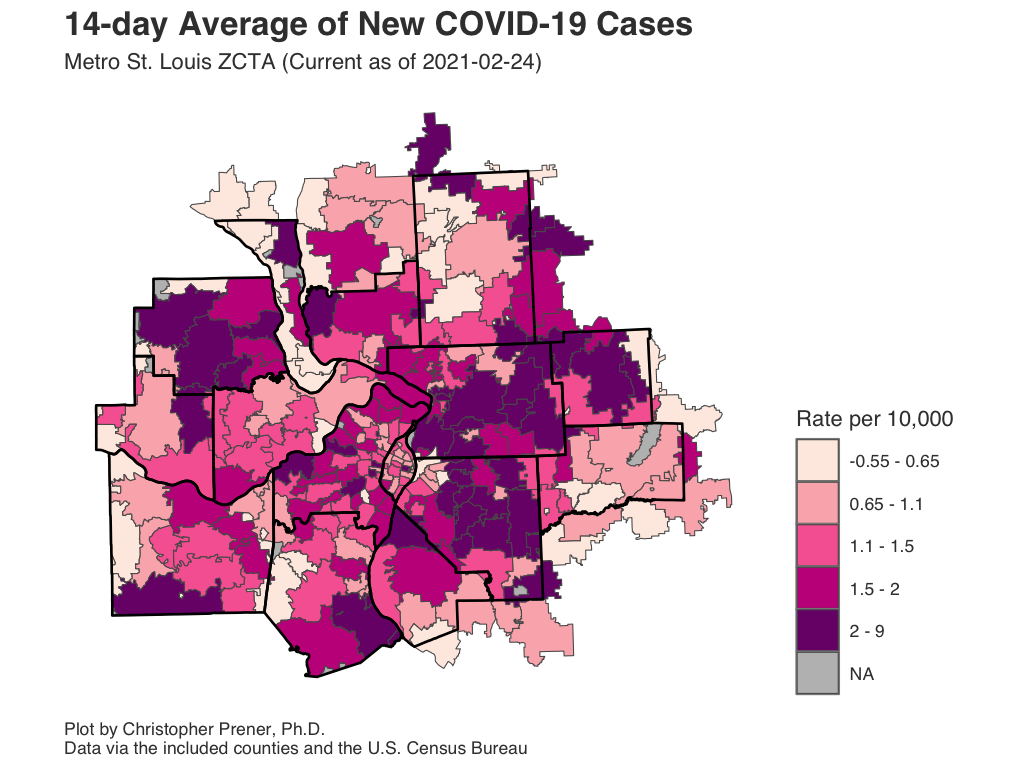 14-day Average of New COVID-19 Cases
Metro St. Louis ZCTA (Current as of 2021-02-24)
Rate per 10,000
-0.55 - 0.65
0.65 - 1.1
1.1 - 1.5
1.5 - 2
2 - 9
NA
Plot by Christopher Prener, Ph.D.
Data via the included counties and the U.S. Census Bureau